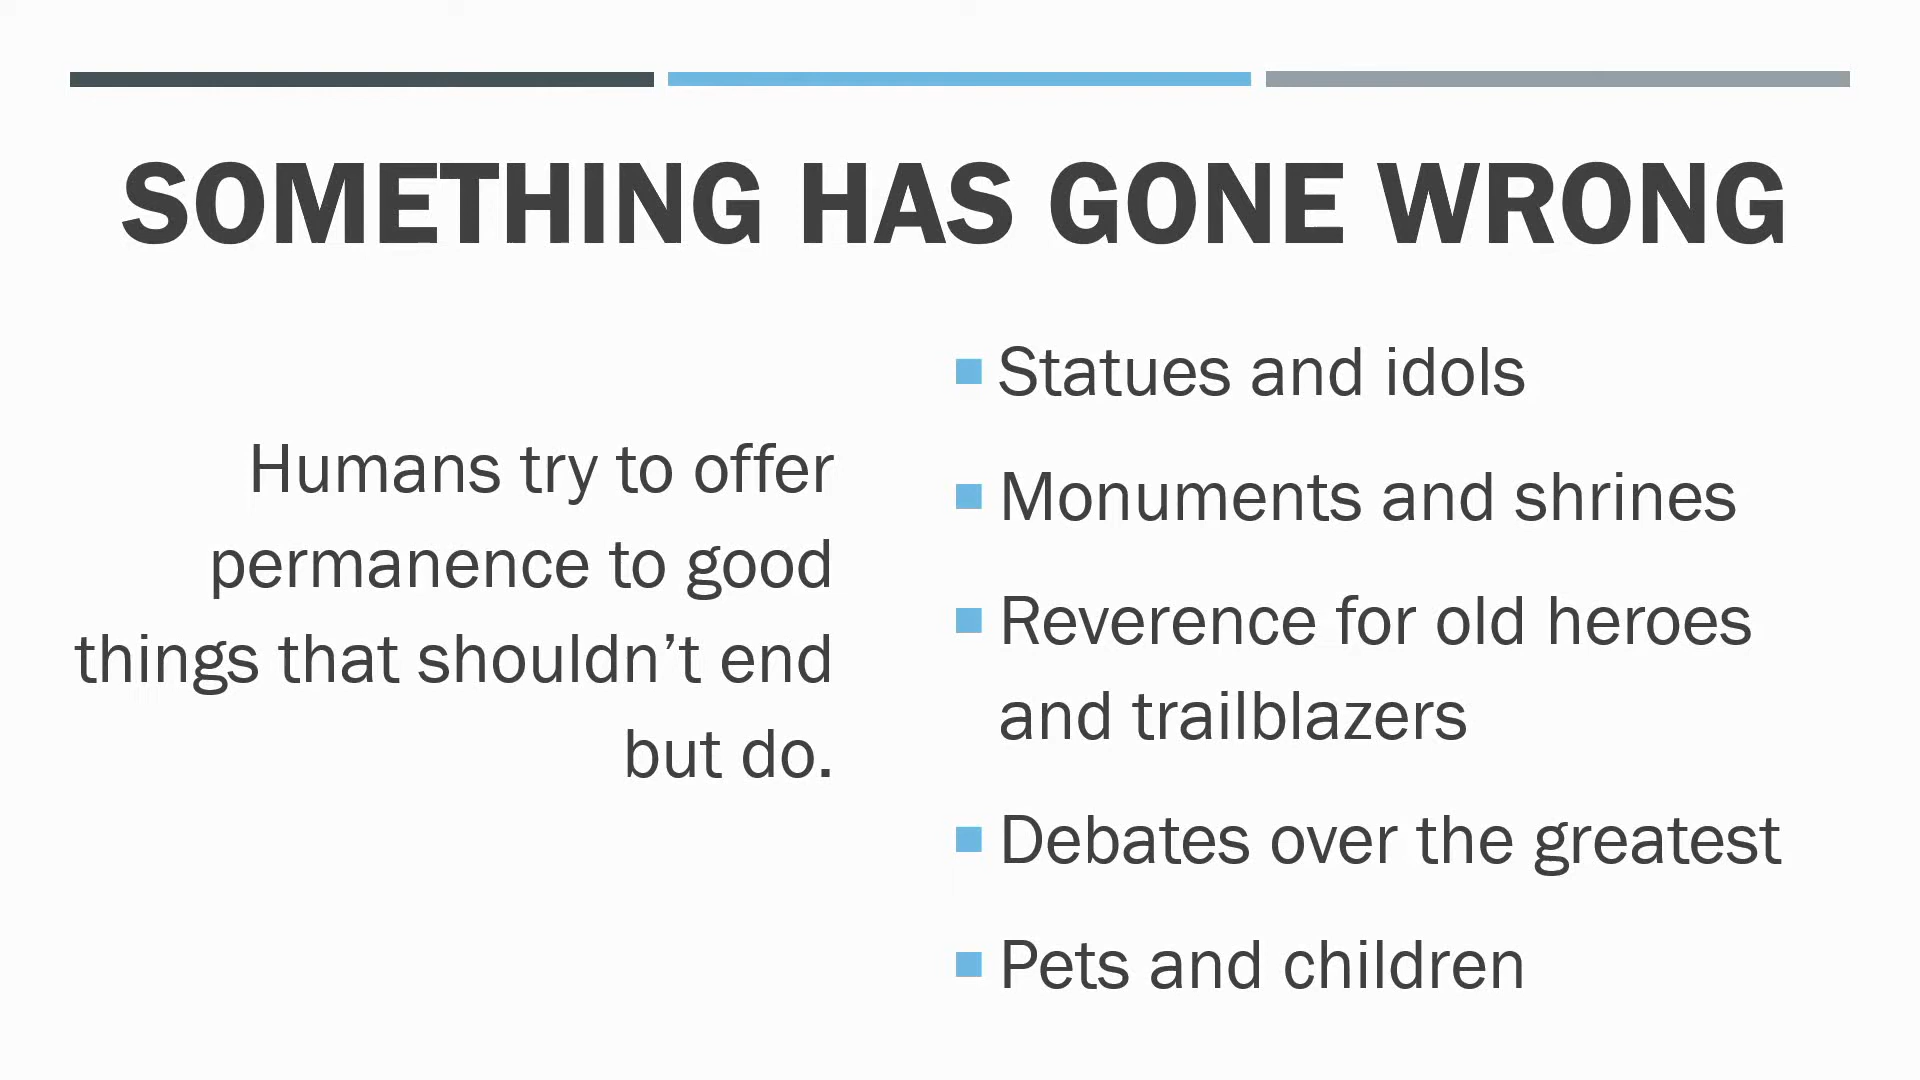 SOMETHING HAS GONE WRONG
Humans try to offer
permanence to good
things that shouldn’t end
but do.
Statues and idols
Monuments and shrines
Reverence for old heroes
and trailblazers
Debates over the greatest
Pets and children